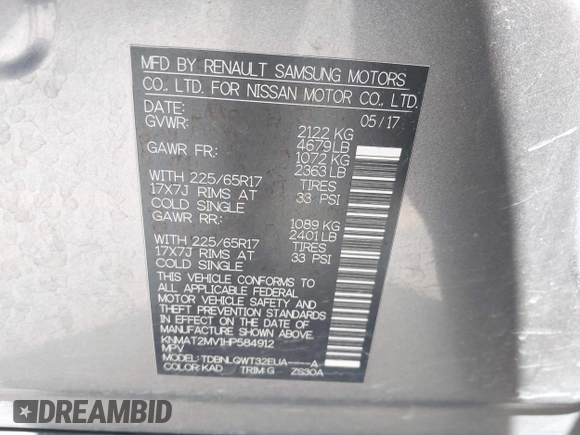 MFD BY RENAULT SAMSUNG MOTORS
CO., LTD. FOR NISSAN MOTOR CO., LTD.
DATE: 05/17
GVWR: 2122 KG
4679LB
GAWR FR: 1072 KG
2363 LB
WITH 225/65R17 TIRES
17X7J RIMS AT 33 PSI
COLD SINGLE
GAWR RR: 1089 KG
2401 LB
WITH 225/65R17 TIRES
17X7J RIMS AT 33 PSI
COLD SINGLE
THIS VEHICLE CONFORMS TO
ALL APPLICABLE FEDERAL
MOTOR VEHICLE SAFETY AND
THEFT PREVENTION STANDARDS
IN EFFECT ON THE DATE OF
MANUFACTURE SHOWN ABOVE.
KNMAT2MV1HP584912
MPV
MODEL: TDBNLGWT32EUA----A
COLOR: KAD TRIM: G ZS30A
DREAMBID